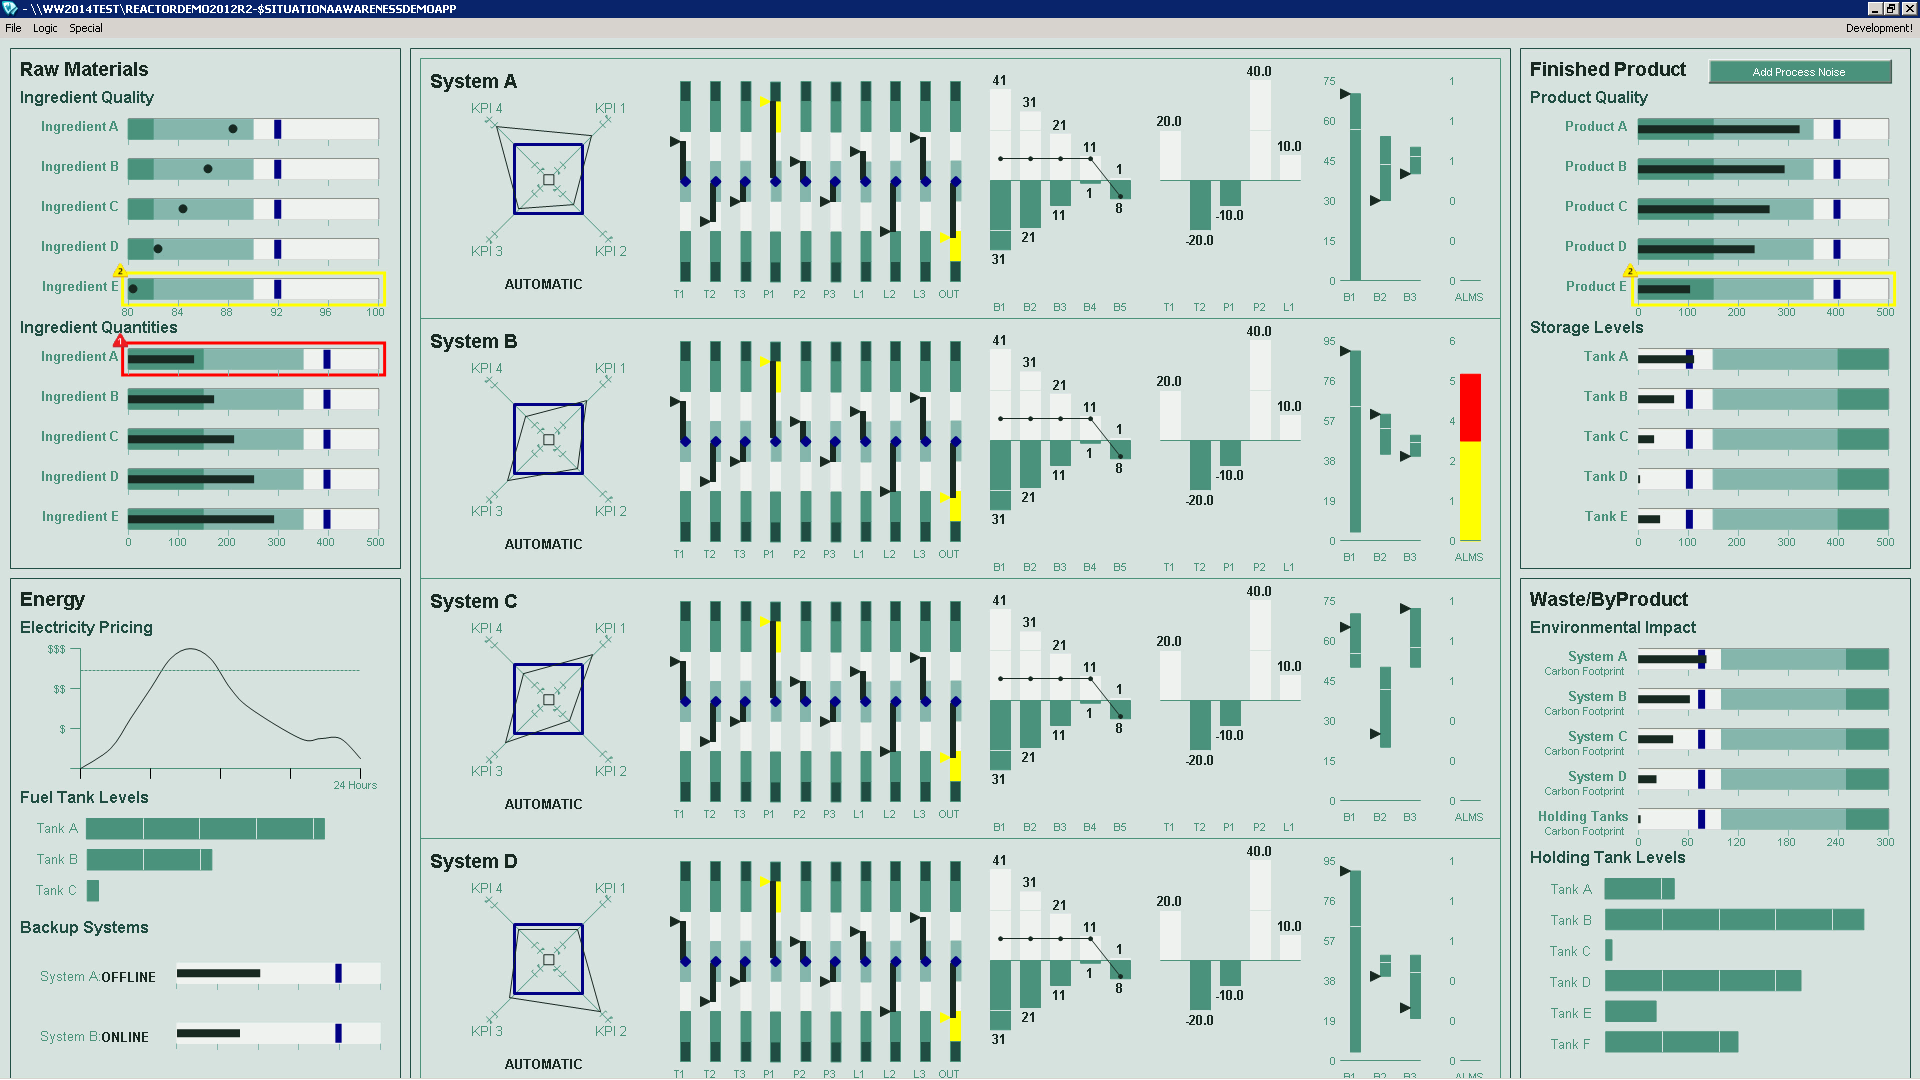 - \\WW2014TEST\REACTORDEMO2012R2-$SITUATIONAWARENESSDEMOAPP
File Logic Special Development!
Raw Materials
Ingredient Quality
Ingredient A
Ingredient B
Ingredient C
Ingredient D
2
Ingredient E
80 84 88 92 96 100
Ingredient Quantities
1
Ingredient A
Ingredient B
Ingredient C
Ingredient D
Ingredient E
0 100 200 300 400 500
Energy
Electricity Pricing
$$$
$$
$
24 Hours
Fuel Tank Levels
Tank A
Tank B
Tank C
Backup Systems
System A:OFFLINE
System B:ONLINE
System A
KPI 4 KPI 1
KPI 3 KPI 2
AUTOMATIC
T1 T2 T3 P1 P2 P3 L1 L2 L3 OUT
41 31 21 11 1
31 21 11 1 8
B1 B2 B3 B4 B5
20.0 40.0 10.0
-20.0 -10.0
T1 T2 P1 P2 L1
75 60 45 30 15 0
B1 B2 B3
1 1 1 0 0 0
ALMS
System B
KPI 4 KPI 1
KPI 3 KPI 2
AUTOMATIC
T1 T2 T3 P1 P2 P3 L1 L2 L3 OUT
41 31 21 11 1
31 21 11 1 8
B1 B2 B3 B4 B5
20.0 40.0 10.0
-20.0 -10.0
T1 T2 P1 P2 L1
95 76 57 38 19 0
B1 B2 B3
6 5 4 2 1 0
ALMS
System C
KPI 4 KPI 1
KPI 3 KPI 2
AUTOMATIC
T1 T2 T3 P1 P2 P3 L1 L2 L3 OUT
41 31 21 11 1
31 21 11 1 8
B1 B2 B3 B4 B5
20.0 40.0 10.0
-20.0 -10.0
T1 T2 P1 P2 L1
75 60 45 30 15 0
B1 B2 B3
1 1 1 0 0 0
ALMS
System D
KPI 4 KPI 1
KPI 3 KPI 2
AUTOMATIC
T1 T2 T3 P1 P2 P3 L1 L2 L3 OUT
41 31 21 11 1
31 21 11 1 8
B1 B2 B3 B4 B5
20.0 40.0 10.0
-20.0 -10.0
T1 T2 P1 P2 L1
95 76 57 38 19 0
B1 B2 B3
1 1 1 0 0 0
ALMS
Finished Product
Add Process Noise
Product Quality
Product A
Product B
Product C
Product D
2
Product E
0 100 200 300 400 500
Storage Levels
Tank A
Tank B
Tank C
Tank D
Tank E
0 100 200 300 400 500
Waste/ByProduct
Environmental Impact
System A
Carbon Footprint
System B
Carbon Footprint
System C
Carbon Footprint
System D
Carbon Footprint
Holding Tanks
Carbon Footprint
0 60 120 180 240 300
Holding Tank Levels
Tank A
Tank B
Tank C
Tank D
Tank E
Tank F